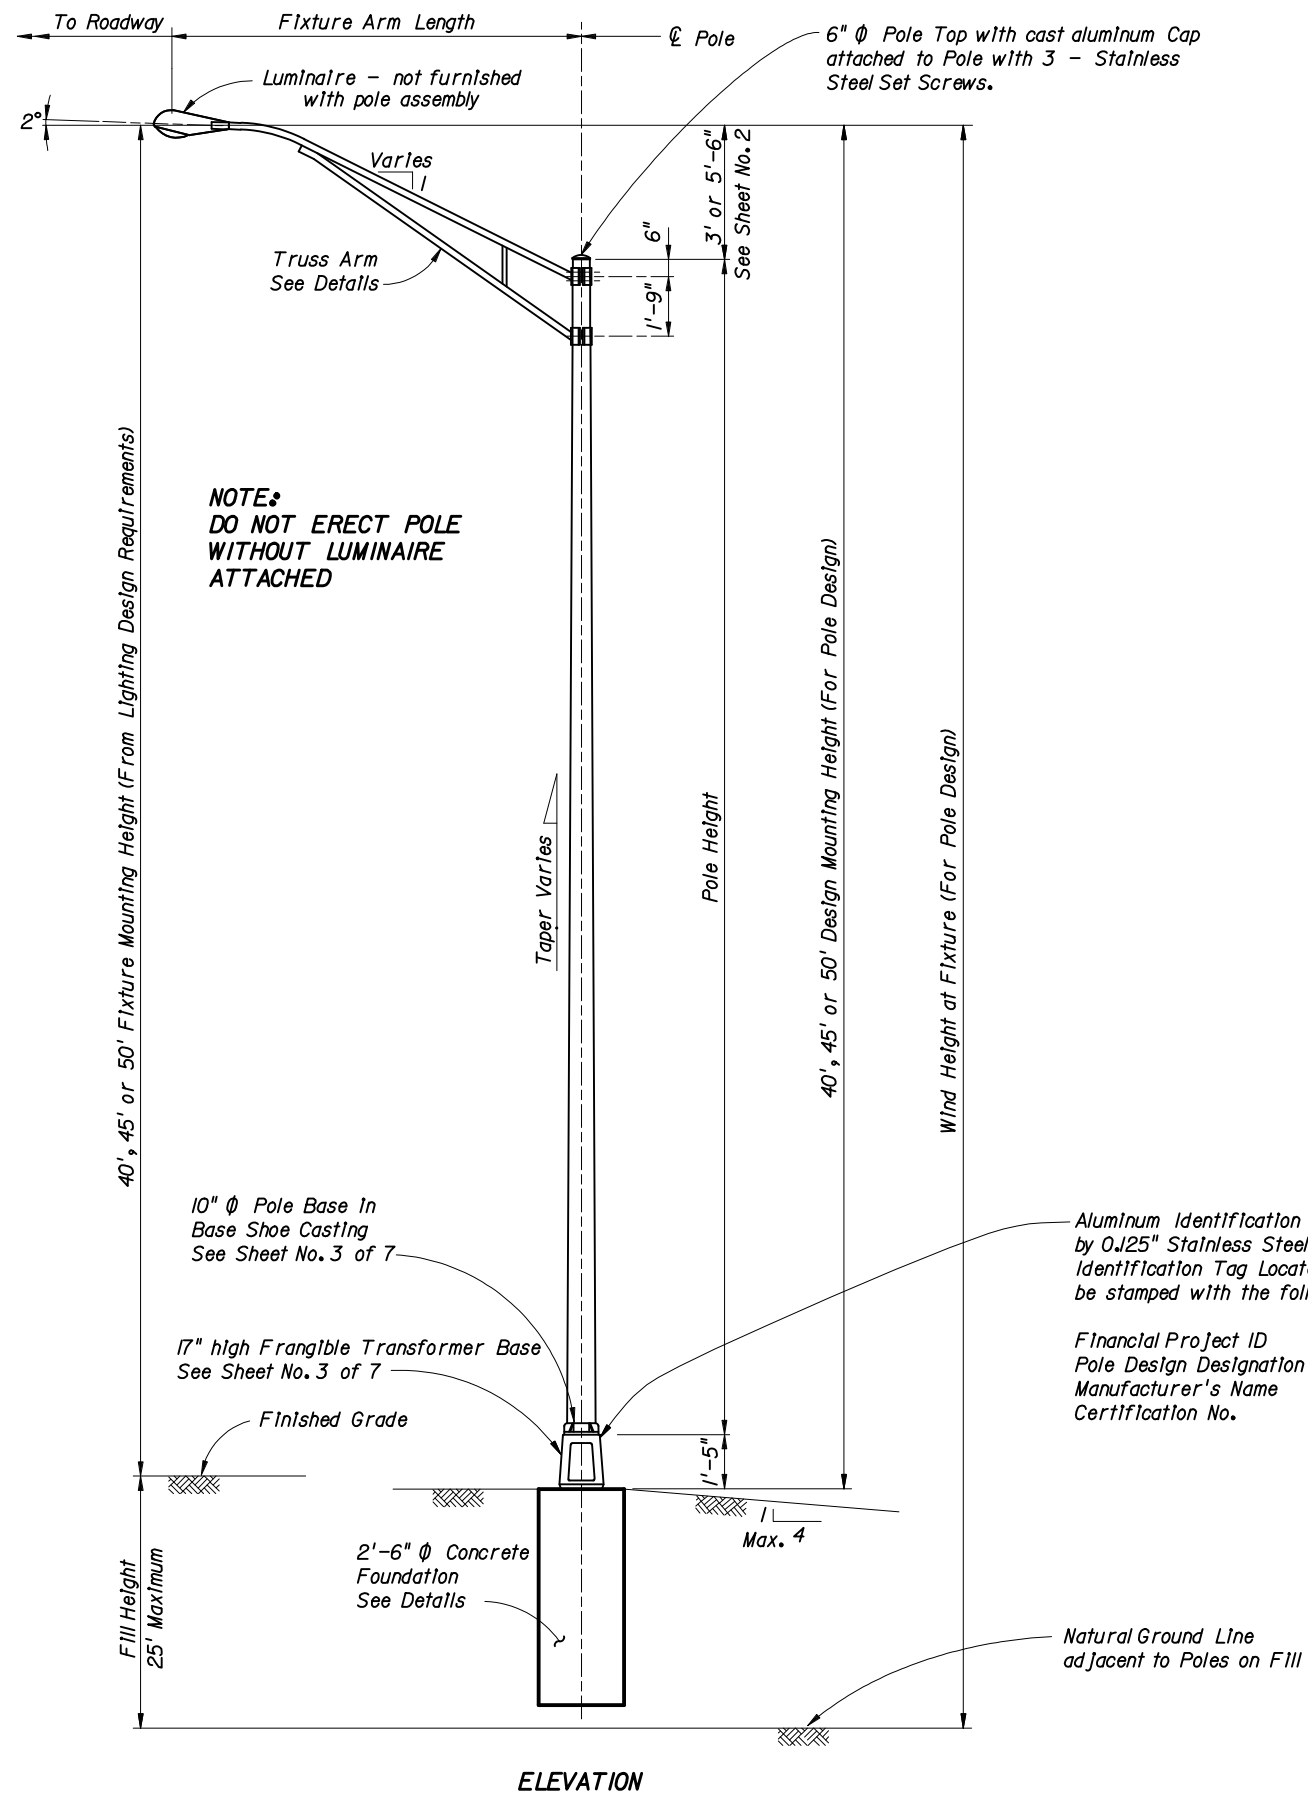 To Roadway
Fixture Arm Length
℄ Pole
6" ϕ Pole Top with cast aluminum Cap
attached to Pole with 3 - Stainless
Steel Set Screws.
Luminaire - not furnished
with pole assembly
2°
Varies
1
3' or 5'-6"
See Sheet No. 2
6"
1'-9"
Truss Arm
See Details
NOTE:
DO NOT ERECT POLE
WITHOUT LUMINAIRE
ATTACHED
40', 45' or 50' Fixture Mounting Height (From Lighting Design Requirements)
Taper Varies
Pole Height
40', 45' or 50' Design Mounting Height (For Pole Design)
Wind Height at Fixture (For Pole Design)
10" ϕ Pole Base in
Base Shoe Casting
See Sheet No. 3 of 7
17" high Frangible Transformer Base
See Sheet No. 3 of 7
Finished Grade
Aluminum Identification
by 0.125" Stainless Steel
Identification Tag Locat
be stamped with the foll
Financial Project ID
Pole Design Designation
Manufacturer's Name
Certification No.
1'-5"
1
Max. 4
2'-6" ϕ Concrete
Foundation
See Details
Fill Height
25' Maximum
Natural Ground Line
adjacent to Poles on Fill
ELEVATION